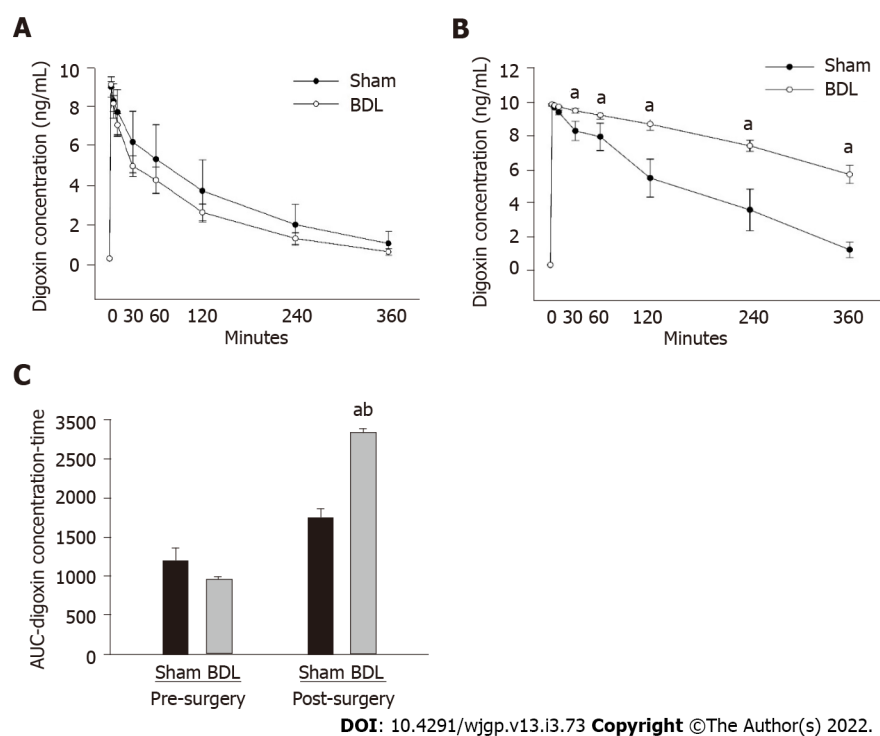 A
Digoxin concentration (ng/mL)
10
8
6
4
2
0
Sham
BDL
0 30 60 120 240 360
Minutes
B
Digoxin concentration (ng/mL)
12
10
8
6
4
2
0
Sham
BDL
a a a a a
0 30 60 120 240 360
Minutes
C
AUC-digoxin concentration-time
3500
2500
2000
1500
1000
500
0
ab
Sham BDL Sham BDL
Pre-surgery Post-surgery
DOI: 10.4291/wjgp.v13.i3.73 Copyright ©The Author(s) 2022.